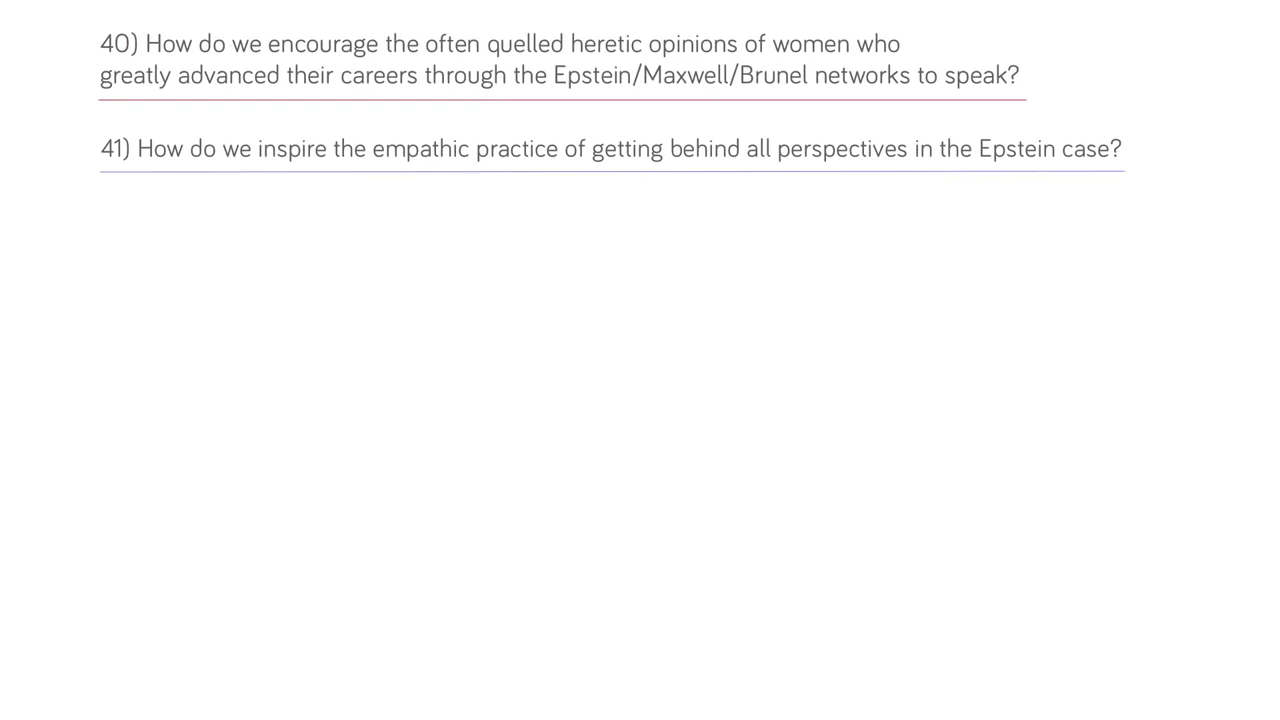 40) How do we encourage the often quelled heretic opinions of women who
greatly advanced their careers through the Epstein/Maxwell/Brunel networks to speak?
41) How do we inspire the empathic practice of getting behind all perspectives in the Epstein case?